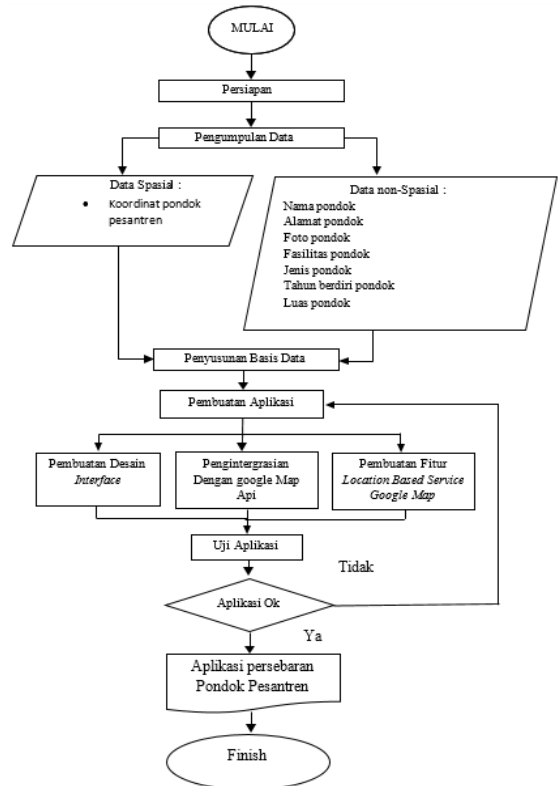 MULAI
Persiapan
Pengumpulan Data
Data Spasial :
• Koordinat pondok
pesantren
Data non-Spasial :
Nama pondok
Alamat pondok
Foto pondok
Fasilitas pondok
Jenis pondok
Tahun berdiri pondok
Luas pondok
Penyusunan Basis Data
Pembuatan Aplikasi
Pembuatan Desain
Interface
Pengintergrasian
Dengan google Map
Api
Pembuatan Fitur
Location Based Service
Google Map
Uji Aplikasi
Tidak
Aplikasi Ok
Ya
Aplikasi persebaran
Pondok Pesantren
Finish